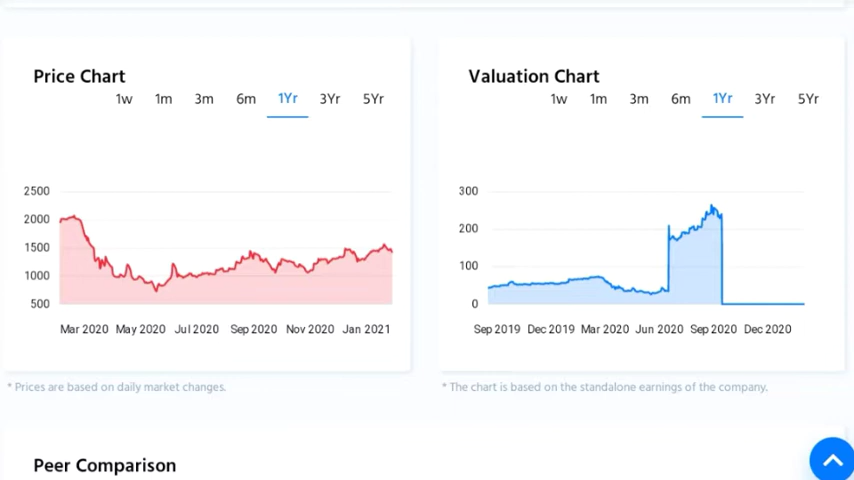 Price Chart
1w 1m 3m 6m 1Yr 3Yr 5Yr
2500
2000
1500
1000
500
Mar 2020 May 2020 Jul 2020 Sep 2020 Nov 2020 Jan 2021
* Prices are based on daily market changes.
Valuation Chart
1w 1m 3m 6m 1Yr 3Yr 5Yr
300
200
100
0
Sep 2019 Dec 2019 Mar 2020 Jun 2020 Sep 2020 Dec 2020
* The chart is based on the standalone earnings of the company.
Peer Comparison